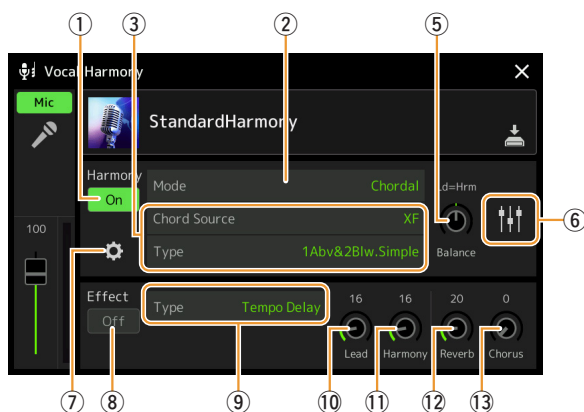 ① ③ ② ⑤
Vocal Harmony
Mic
StandardHarmony
Harmony
On
Mode Chordal
Ld=Hrm
Chord Source XF
⑥
100
Type 1Abv&2Blw.Simple
Balance
Effect
Off
Type Tempo Delay
16 16 20 0
Lead Harmony Reverb Chorus
⑦ ⑧ ⑨ ⑩ ⑪ ⑫ ⑬